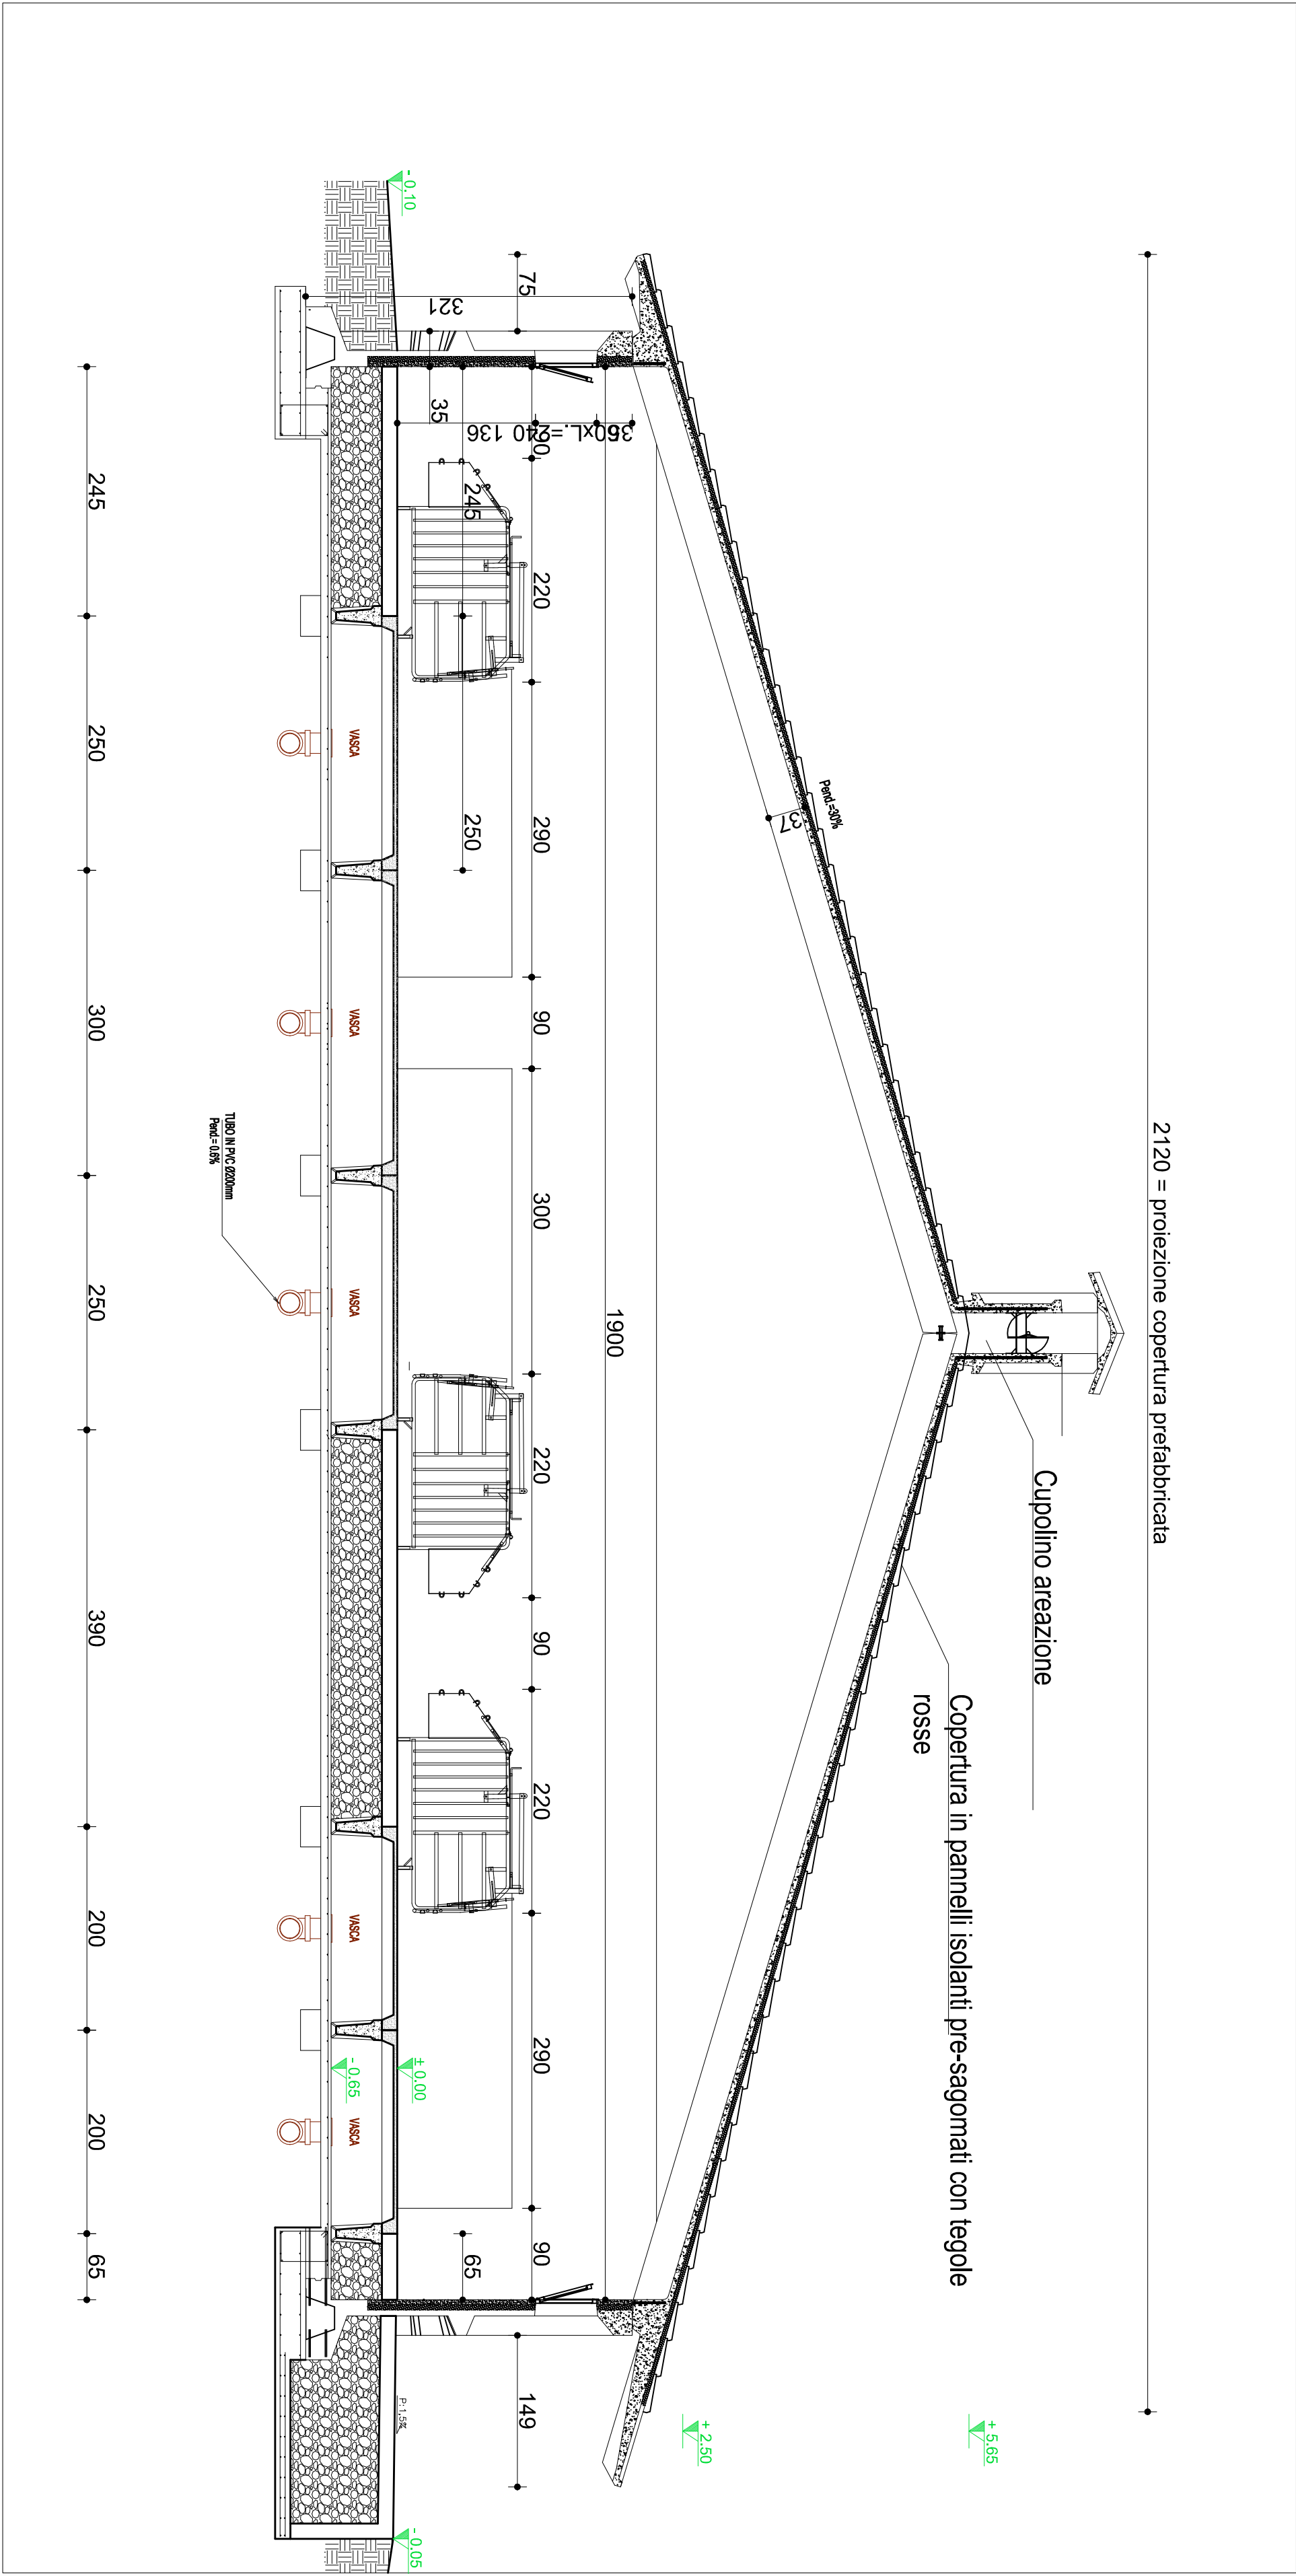 2120 = proiezione copertura prefabbricata
Cupolino areazione
Copertura in pannelli isolanti pre-sagomati con tegole
rosse
+ 5.65
+ 2.50
Pend.=30%
37
1900
75
321
35
136
90
220
290
90
300
220
90
220
290
90
149
245
250
65
- 0.10
± 0.00
- 0.65
- 0.05
P:1.5%
VASCA
VASCA
VASCA
VASCA
VASCA
TUBO IN PVC Ø200mm
Pend.= 0.6%
245
250
300
250
390
200
200
65